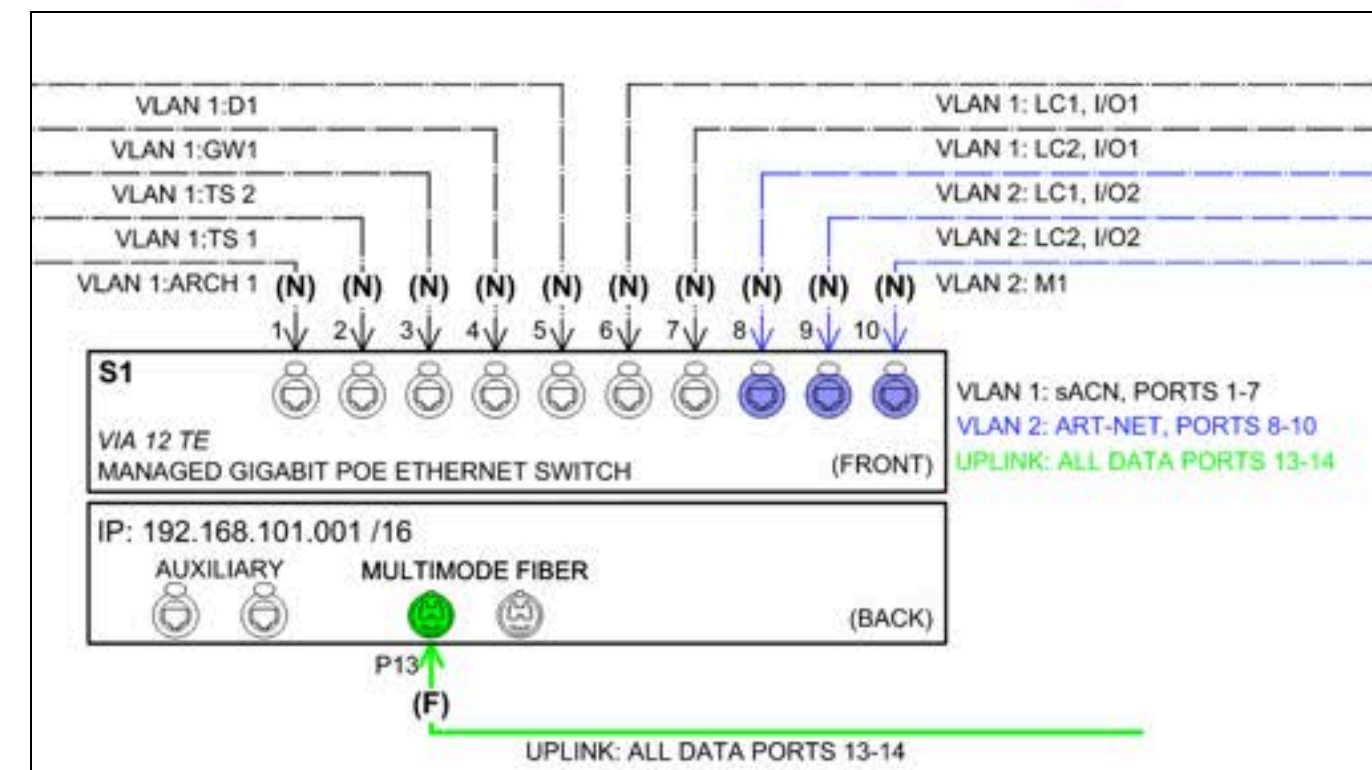 VLAN 1:D1
VLAN 1:GW1
VLAN 1:TS 2
VLAN 1:TS 1
VLAN 1:ARCH 1
VLAN 1: LC1, I/O1
VLAN 1: LC2, I/O1
VLAN 2: LC1, I/O2
VLAN 2: LC2, I/O2
VLAN 2: M1
(N) (N) (N) (N) (N) (N) (N) (N) (N) (N)
1 2 3 4 5 6 7 8 9 10
S1
VIA 12 TE
MANAGED GIGABIT POE ETHERNET SWITCH
(FRONT)
VLAN 1: sACN, PORTS 1-7
VLAN 2: ART-NET, PORTS 8-10
UPLINK: ALL DATA PORTS 13-14
IP: 192.168.101.001 /16
AUXILIARY
MULTIMODE FIBER
(BACK)
P13
(F)
UPLINK: ALL DATA PORTS 13-14